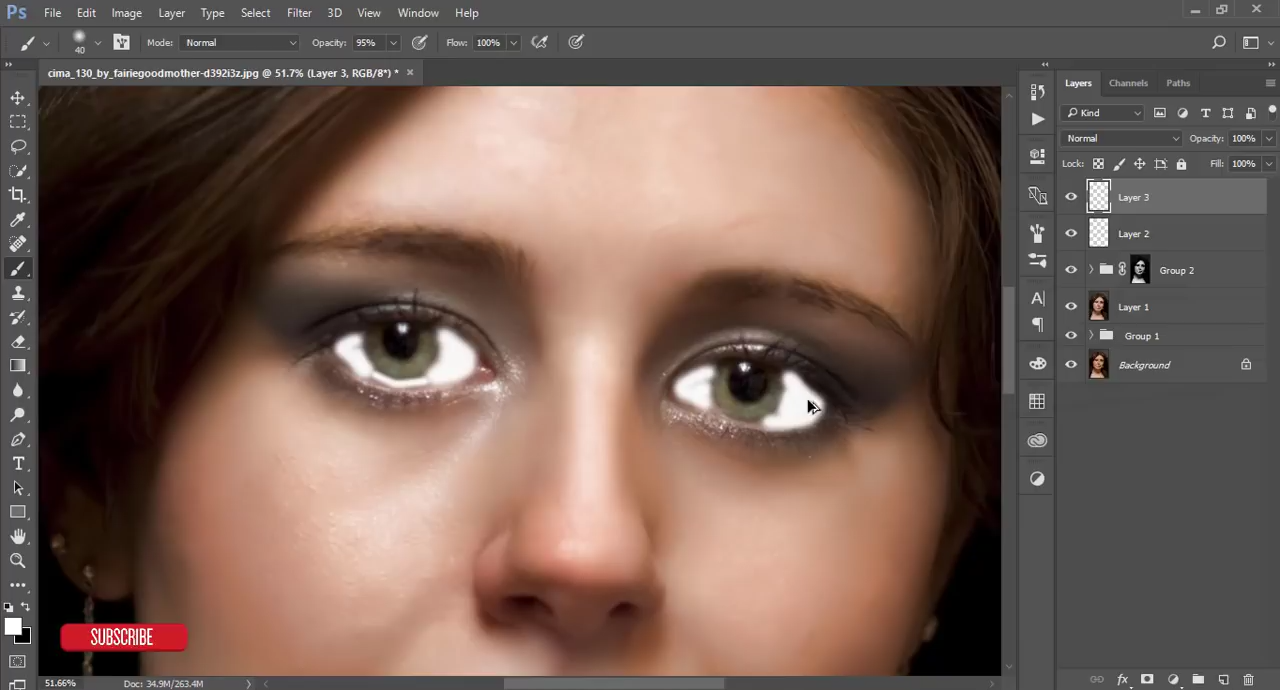 Ps File Edit Image Layer Type Select Filter 3D View Window Help
40 Mode: Normal Opacity: 95% Flow: 100%
cima_130_by_fairiegoodmother-d392i3z.jpg @ 51.7% (Layer 3, RGB/8*) *
Layers Channels Paths
Kind
Normal Opacity: 100%
Lock: Fill: 100%
Layer 3
Layer 2
Group 2
Layer 1
Group 1
Background
SUBSCRIBE
51.66% Doc: 34.9M/263.4M